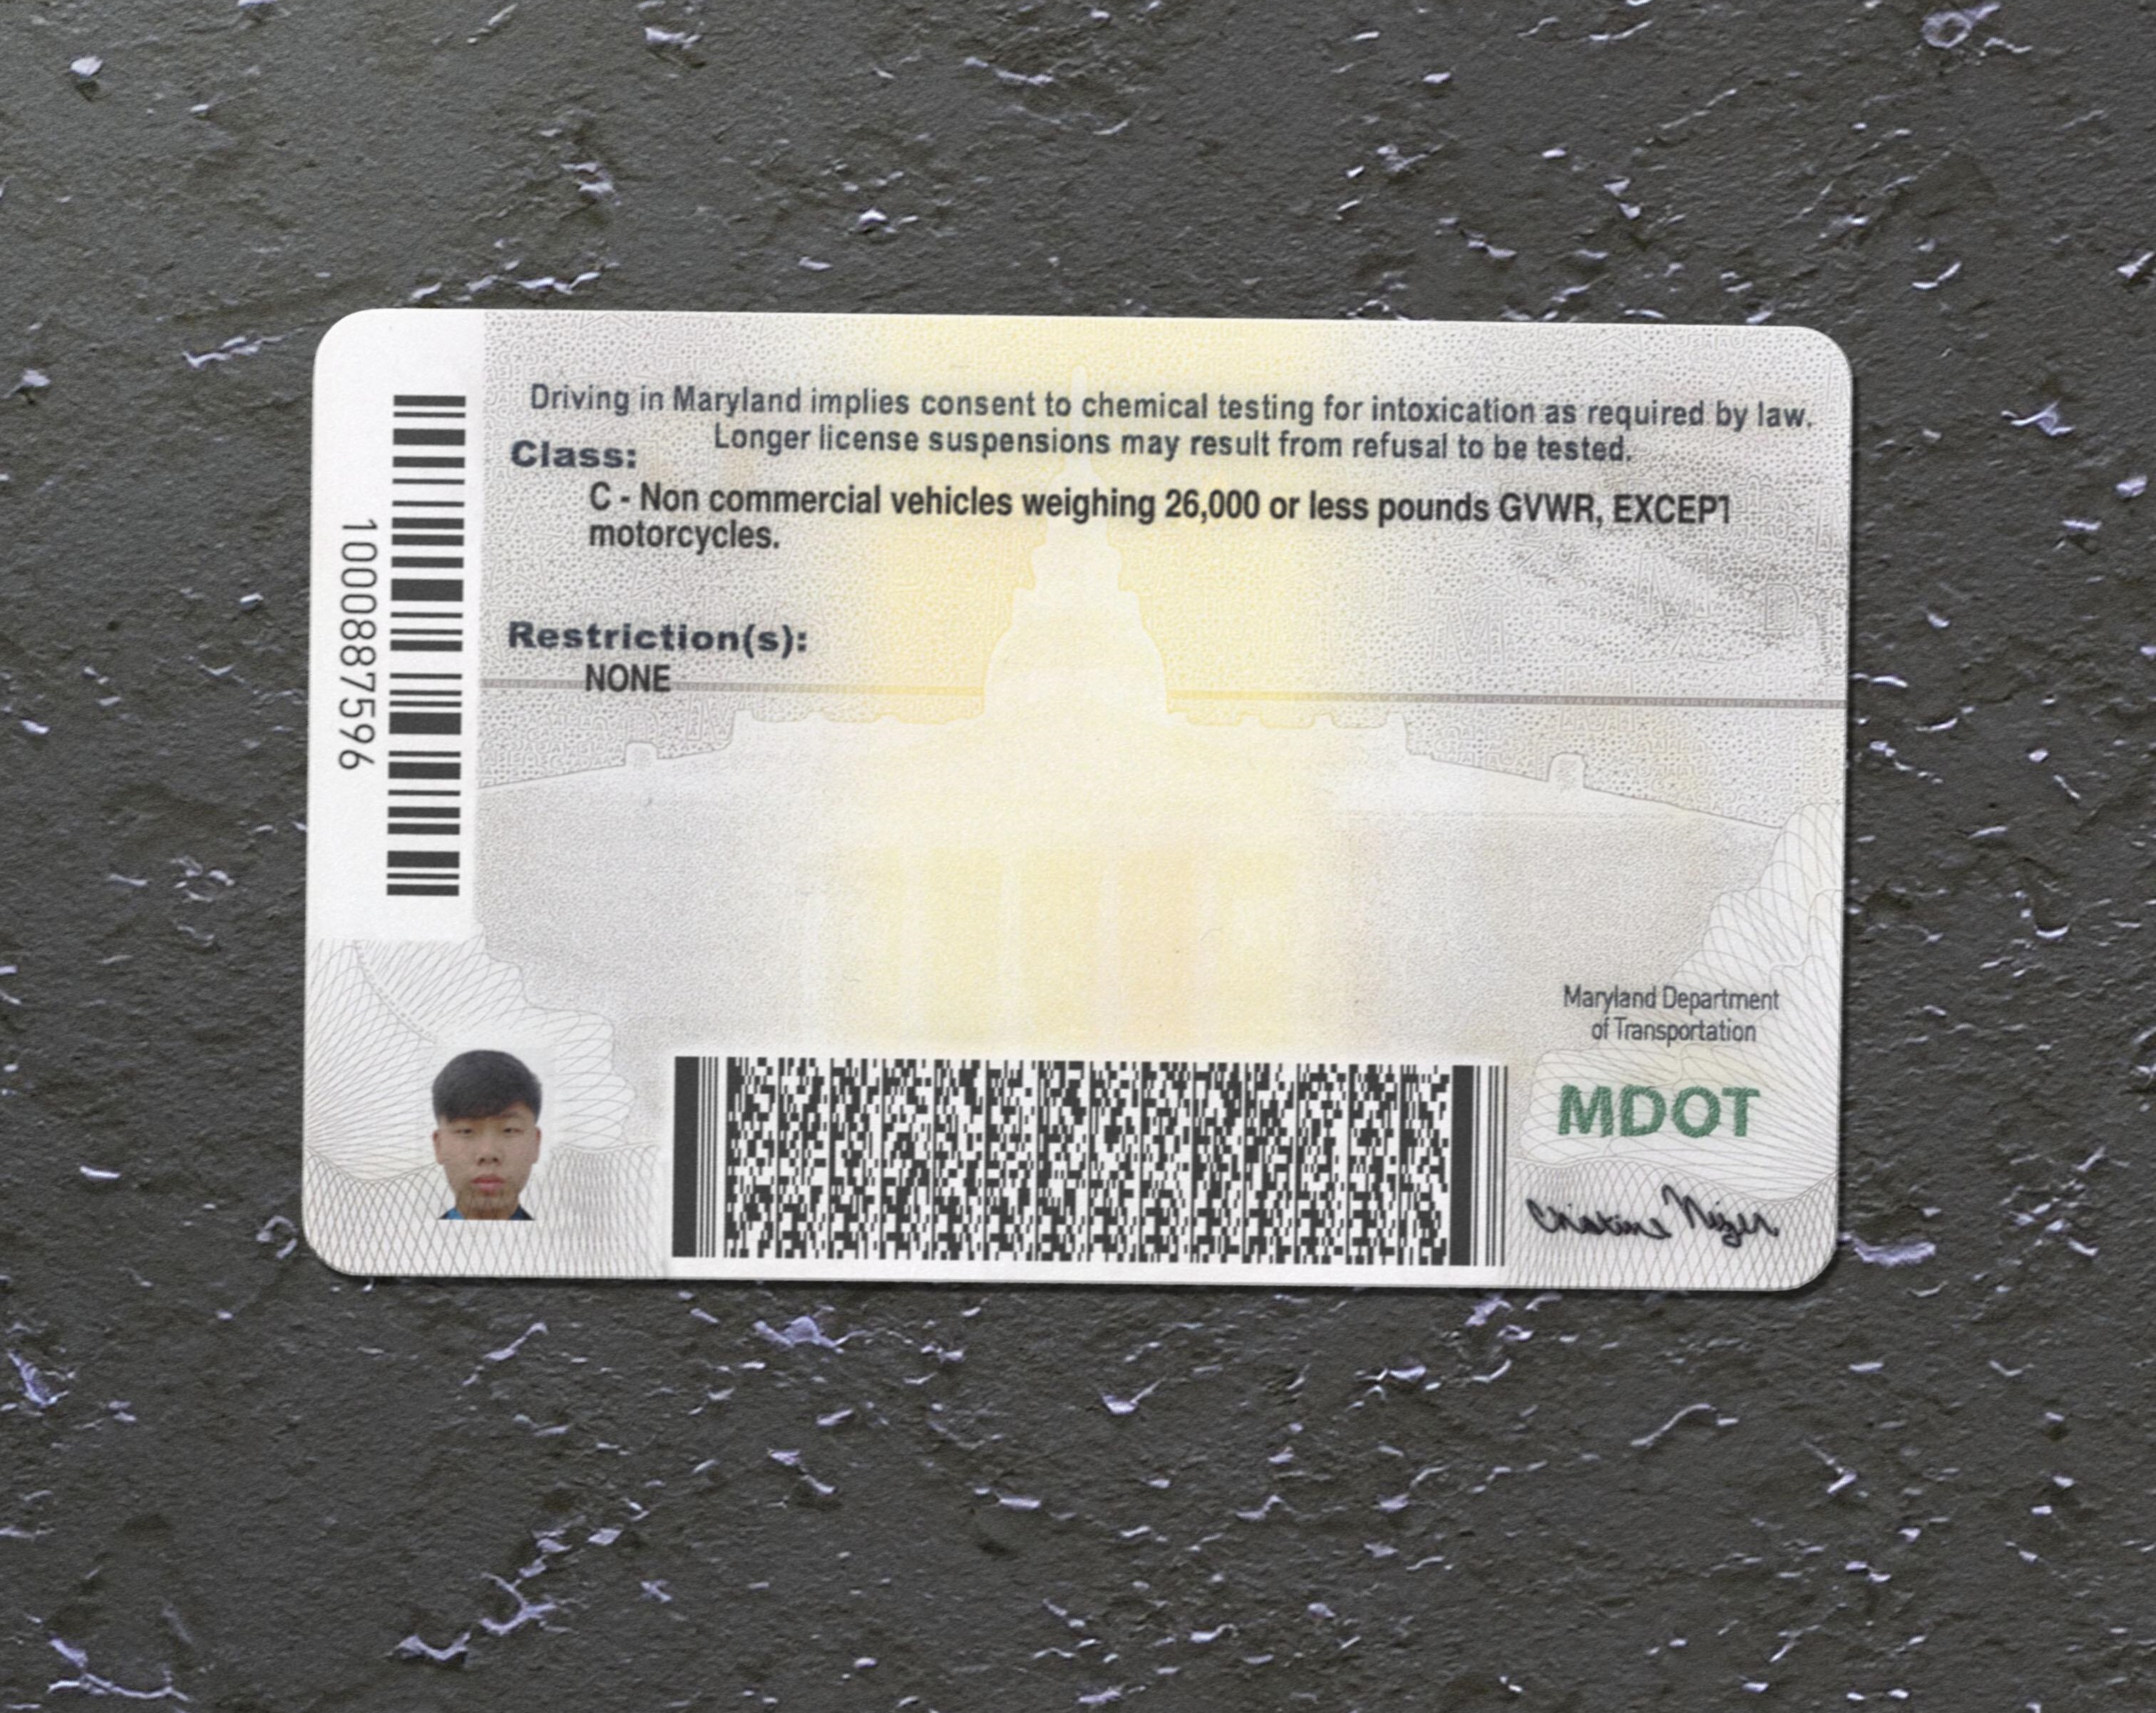 Driving in Maryland implies consent to chemical testing for intoxication as required by law.
Longer license suspensions may result from refusal to be tested.
Class:
C - Non commercial vehicles weighing 26,000 or less pounds GVWR, EXCEPT
motorcycles.
Restriction(s):
NONE
1000887596
Maryland Department
of Transportation
MDOT